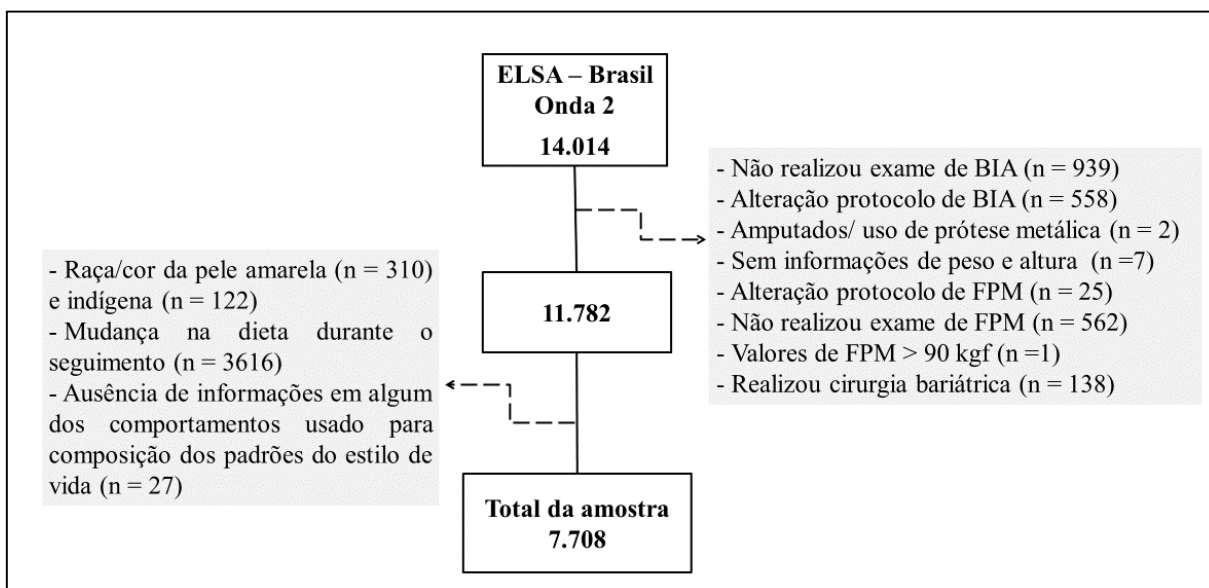 ELSA – Brasil
Onda 2
14.014
- Não realizou exame de BIA (n = 939)
- Alteração protocolo de BIA (n = 558)
- Amputados/ uso de prótese metálica (n = 2)
- Sem informações de peso e altura (n =7)
- Alteração protocolo de FPM (n = 25)
- Não realizou exame de FPM (n = 562)
- Valores de FPM > 90 kgf (n =1)
- Realizou cirurgia bariátrica (n = 138)
11.782
- Raça/cor da pele amarela (n = 310)
e indígena (n = 122)
- Mudança na dieta durante o
seguimento (n = 3616)
- Ausência de informações em algum
dos comportamentos usado para
composição dos padrões do estilo de
vida (n = 27)
Total da amostra
7.708